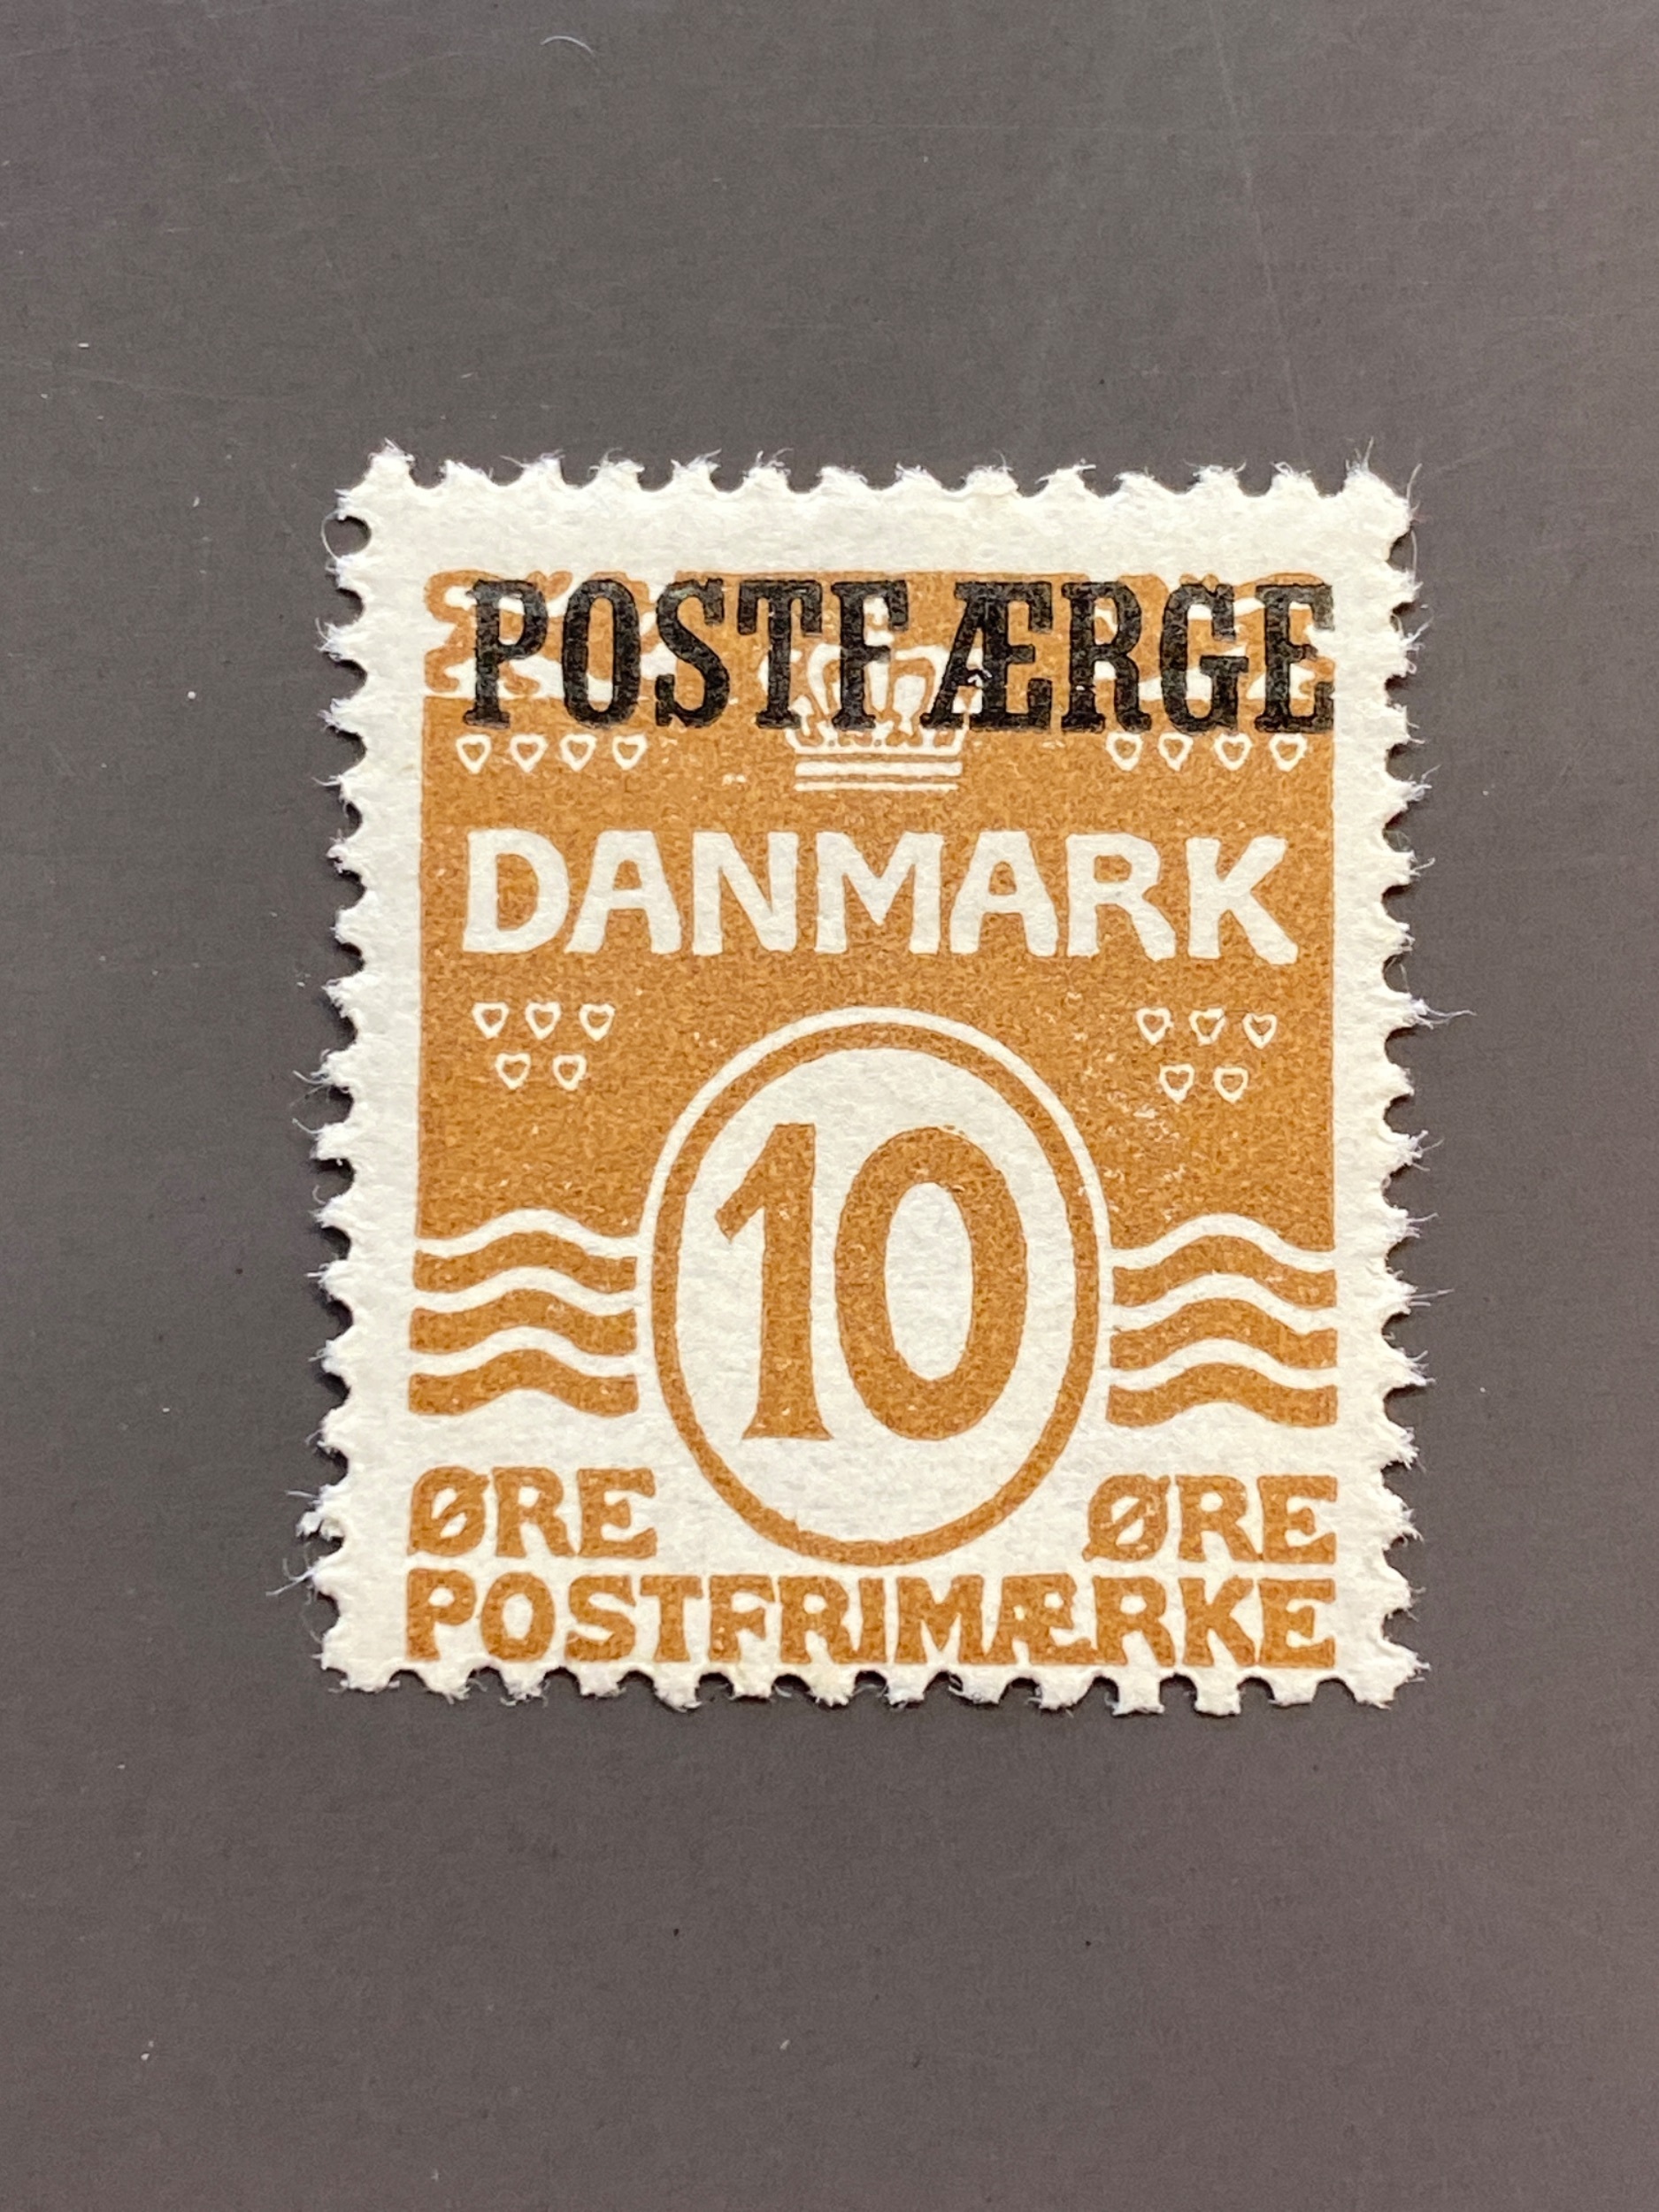 POSTFÆRGE
DANMARK
10
ØRE ØRE
POSTFRIMÆRKE